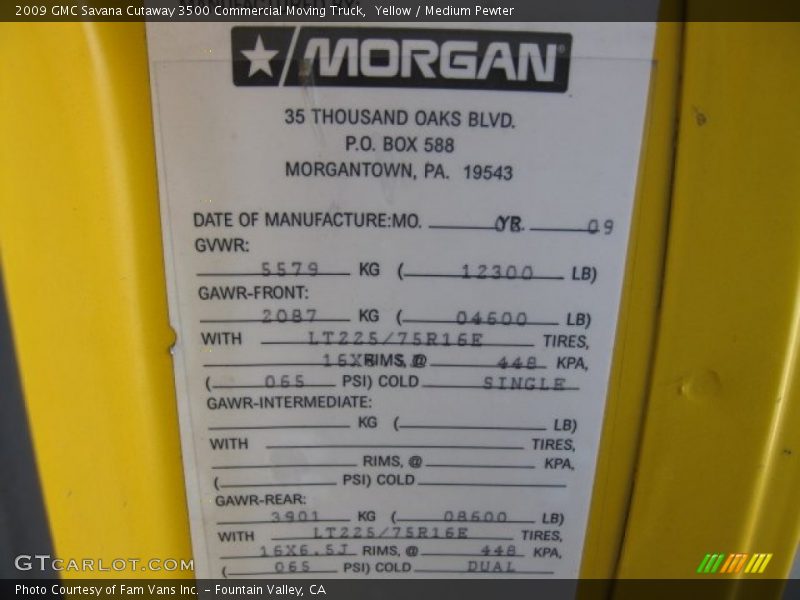 2009 GMC Savana Cutaway 3500 Commercial Moving Truck,  Yellow / Medium Pewter
MORGAN
35 THOUSAND OAKS BLVD.
P.O. BOX 588
MORGANTOWN, PA. 19543
DATE OF MANUFACTURE:MO. YR. 09
GVWR:
5579 KG ( 12300 LB)
GAWR-FRONT:
2087 KG ( 04600 LB)
WITH LT225/75R16E TIRES,
RIMS, @ 448 KPA,
( 065 PSI) COLD SINGLE
GAWR-INTERMEDIATE:
KG ( LB)
WITH TIRES,
RIMS, @ KPA,
( PSI) COLD
GAWR-REAR:
3901 KG ( 08600 LB)
WITH LT225/75R16E TIRES,
16X6.5J RIMS, @ 448 KPA,
( 065 PSI) COLD DUAL
GTCARLOT.COM
Photo Courtesy of Fam Vans Inc. - Fountain Valley, CA